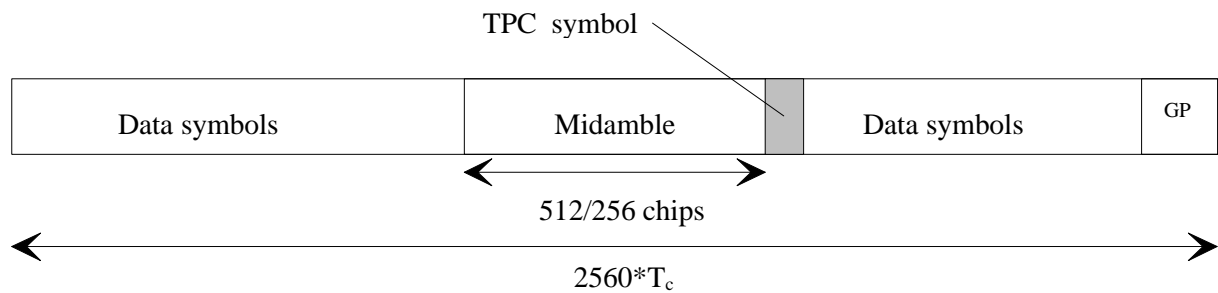 TPC symbol
Data symbols
Midamble
Data symbols
GP
512/256 chips
2560*Tc